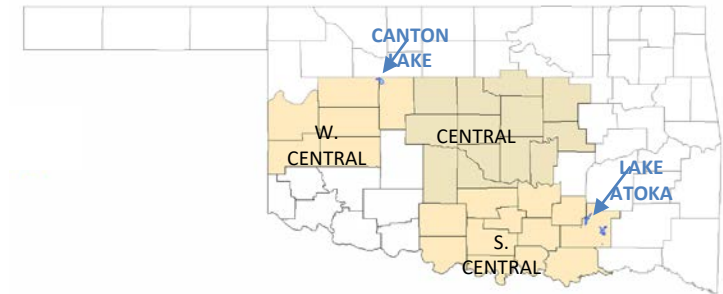 CANTON
LAKE
W.
CENTRAL
CENTRAL
LAKE
ATOKA
S.
CENTRAL